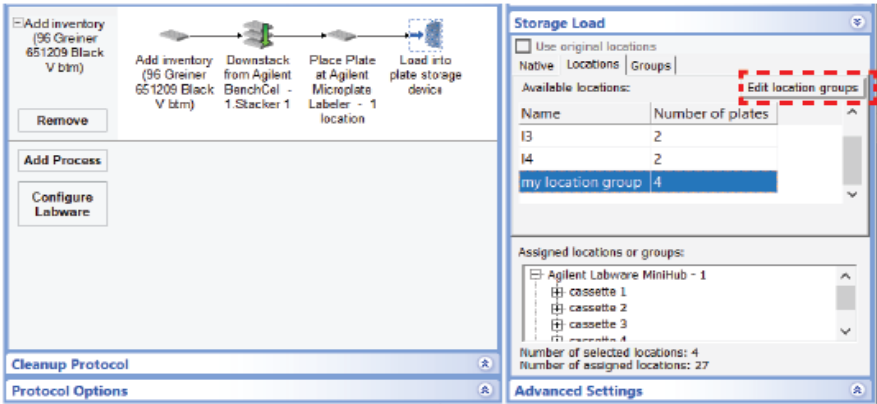 Add inventory
(96 Greiner
651209 Black
V btm)
Remove
Add Process
Configure
Labware
Add inventory
(96 Greiner
651209 Black
V btm)
Downstack
from Agilent
BenchCel -
1.Stacker 1
Place Plate
at Agilent
Microplate
Labeler - 1
location
Load into
plate storage
device
Cleanup Protocol
Protocol Options
Storage Load
Use original locations
Native Locations Groups
Available locations:
Edit location groups
Name Number of plates
l3 2
l4 2
my location group 4
Assigned locations or groups:
Agilent Labware MiniHub - 1
cassette 1
cassette 2
cassette 3
cassette 4
Number of selected locations: 4
Number of assigned locations: 27
Advanced Settings